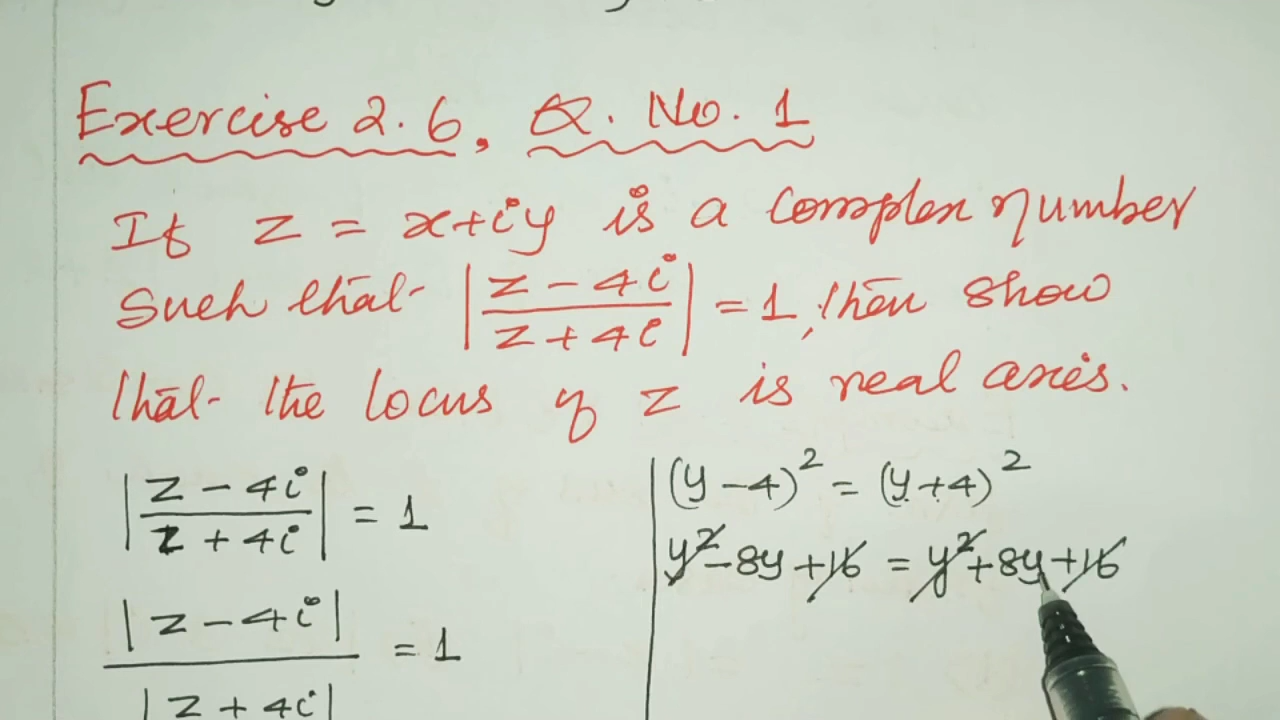 Exercise 2.6, Q. No. 1
If z = x+iy is a complex number
Such that |(z - 4i)/(z + 4i)| = 1, then show
that the locus of z is real axis.
|(z - 4i)/(z + 4i)| = 1
|z - 4i|/|z + 4i| = 1
(y - 4)² = (y + 4)²
y² - 8y + 16 = y² + 8y + 16